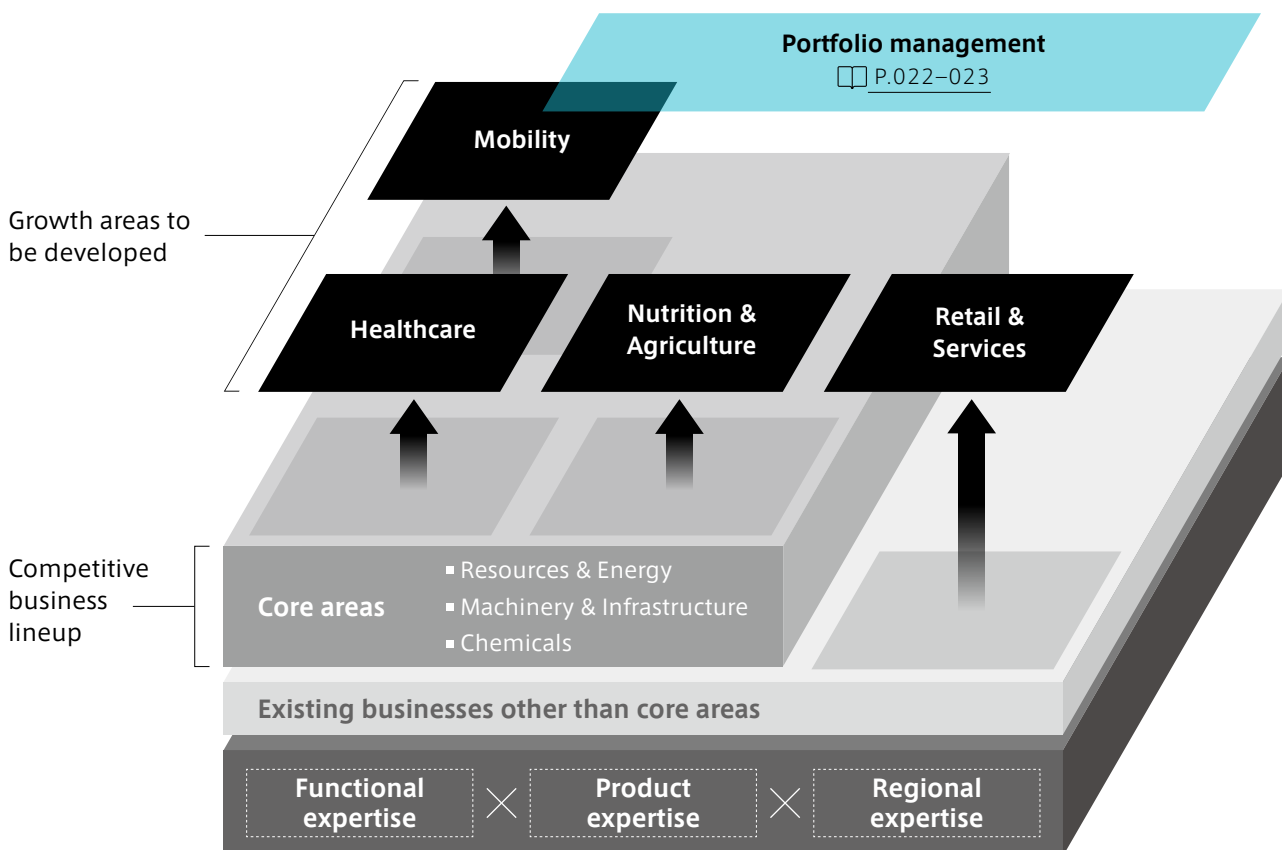 Portfolio management
P.022–023
Mobility
Growth areas to
be developed
Healthcare
Nutrition &
Agriculture
Retail &
Services
Competitive
business
lineup
Core areas
▪ Resources & Energy
▪ Machinery & Infrastructure
▪ Chemicals
Existing businesses other than core areas
Functional
expertise
×
Product
expertise
×
Regional
expertise